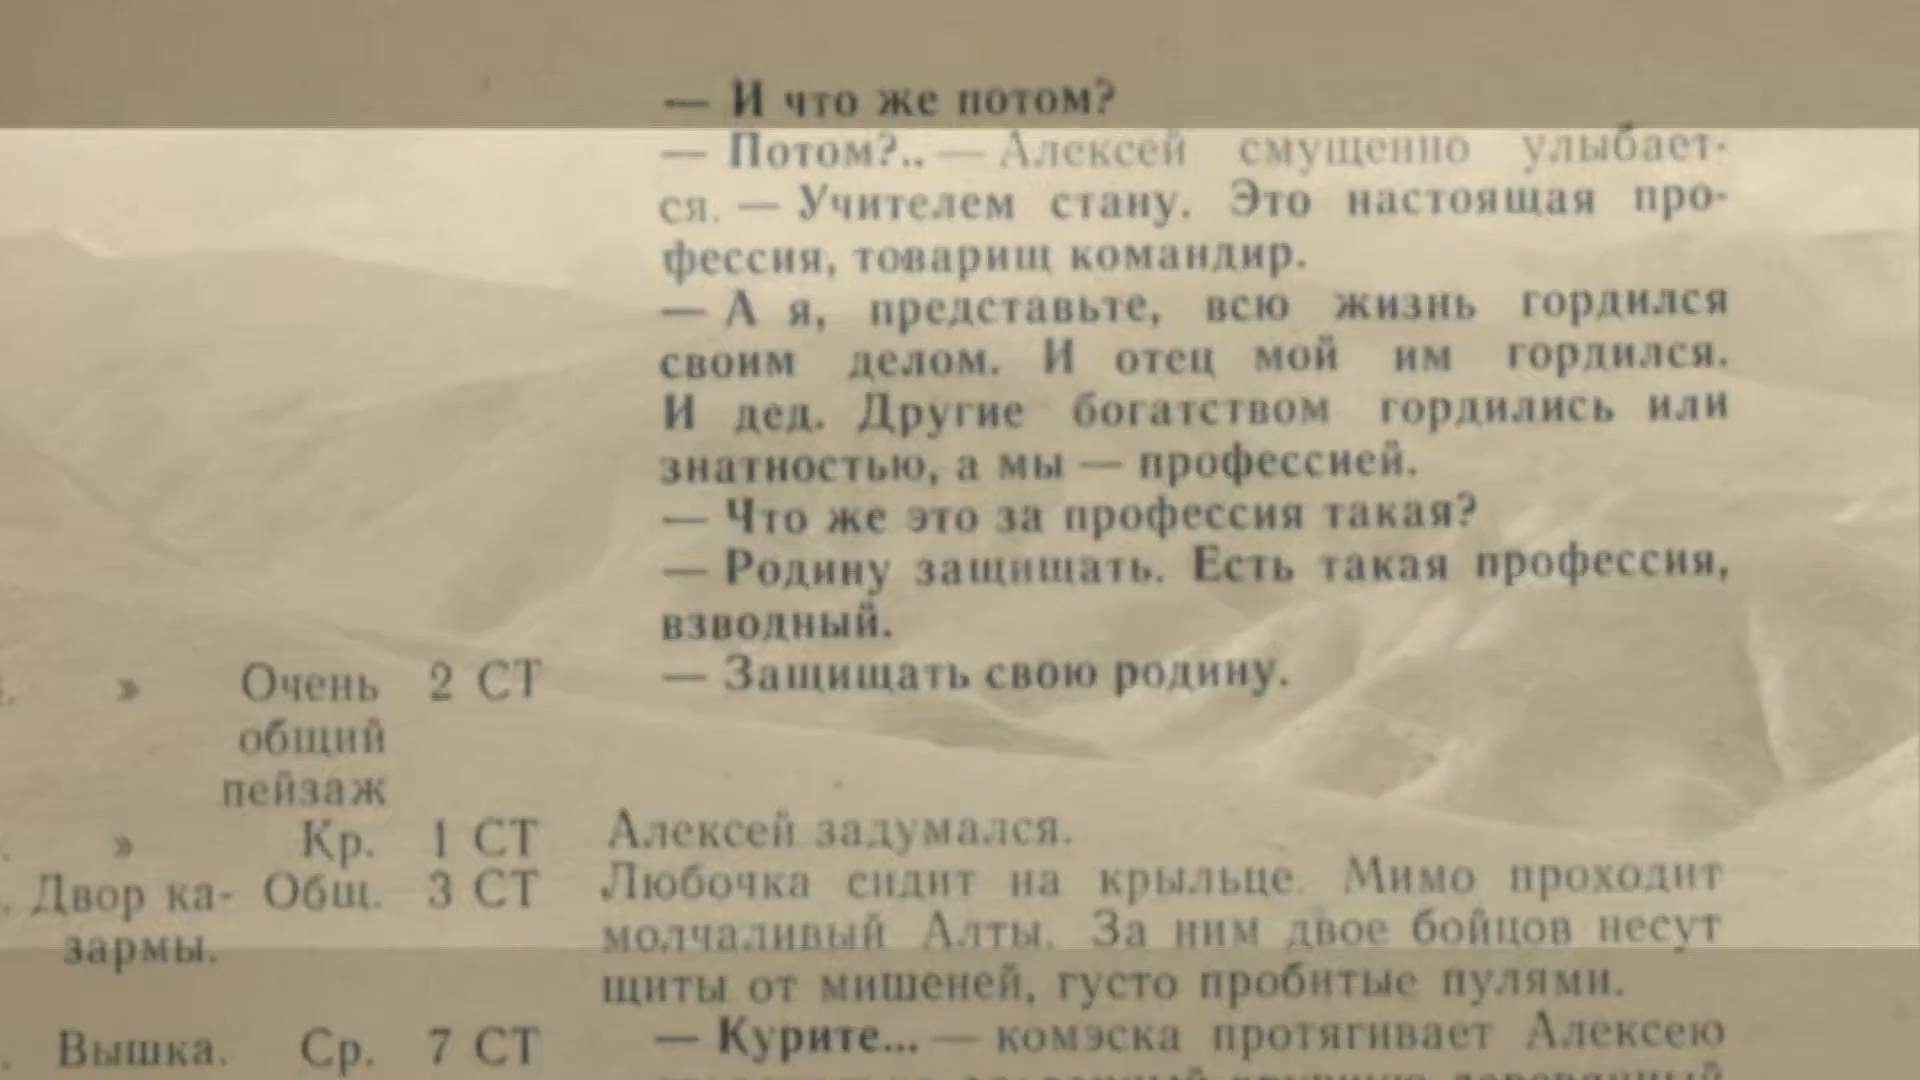 — И что же потом?
— Потом?.. — Алексей смущенно улыбает-
ся. — Учителем стану. Это настоящая про-
фессия, товарищ командир.
— А я, представьте, всю жизнь гордился
своим делом. И отец мой им гордился.
И дед. Другие богатством гордились или
знатностью, а мы — профессией.
— Что же это за профессия такая?
— Родину защищать. Есть такая профессия,
взводный.
» Очень 2 СТ — Защищать свою родину.
общий
пейзаж
» Кр. 1 СТ Алексей задумался.
Двор ка- Общ. 3 СТ Любочка сидит на крыльце. Мимо проходит
зармы. молчаливый Алты. За ним двое бойцов несут
щиты от мишеней, густо пробитые пулями.
Вышка. Ср. 7 СТ — Курите... — комэска протягивает Алексею